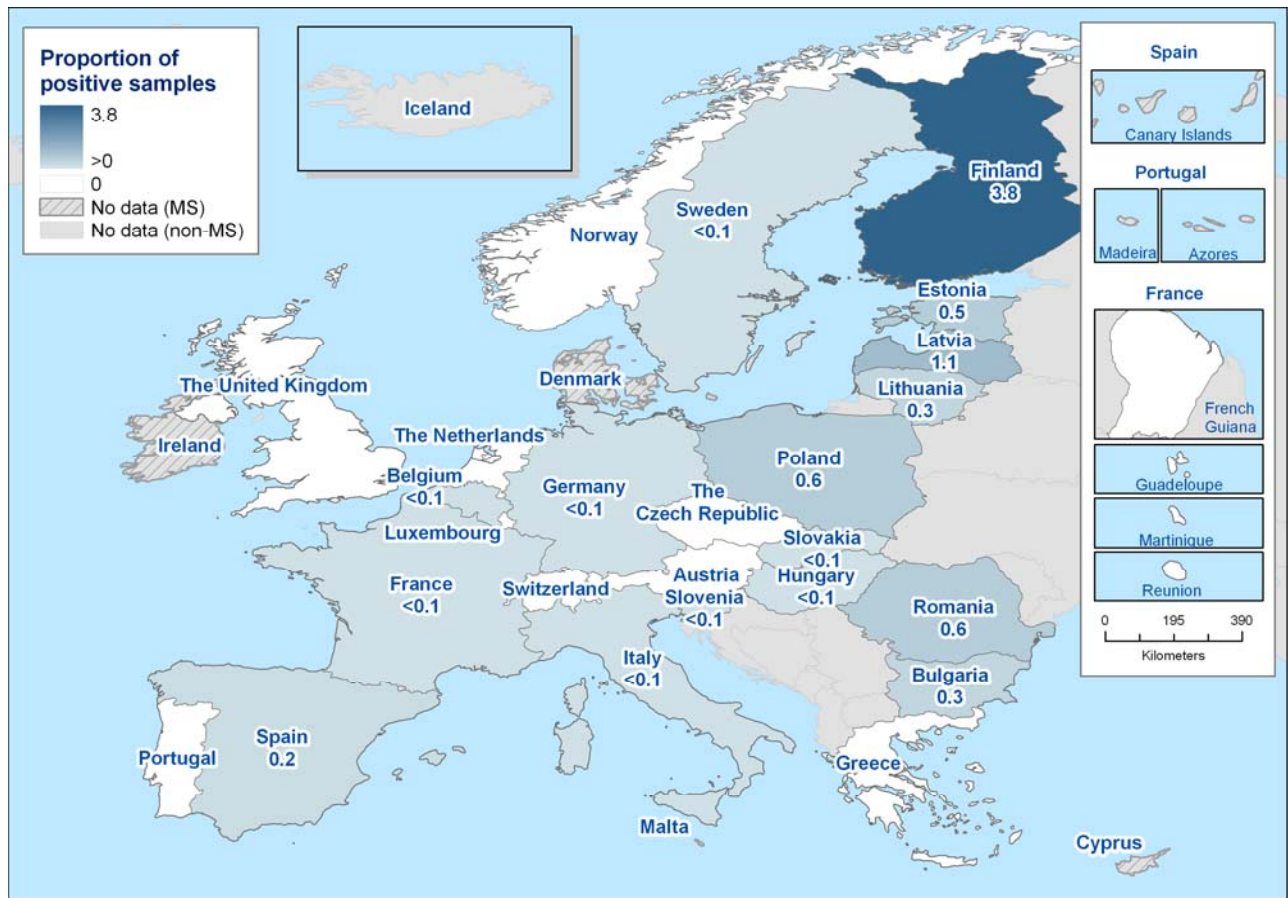 Proportion of
positive samples
3.8
>0
0
No data (MS)
No data (non-MS)
Iceland
Spain
Canary Islands
Portugal
Madeira
Azores
France
French
Guiana
Guadeloupe
Martinique
Reunion
0 195 390
Kilometers
Finland
3.8
Sweden
<0.1
Norway
Estonia
0.5
Latvia
1.1
Lithuania
0.3
Denmark
The United Kingdom
Ireland
The Netherlands
Belgium
<0.1
Germany
<0.1
Poland
0.6
The
Czech Republic
Luxembourg
Slovakia
<0.1
Hungary
<0.1
France
<0.1
Switzerland
Austria
Slovenia
<0.1
Romania
0.6
Italy
<0.1
Bulgaria
0.3
Portugal
Spain
0.2
Greece
Malta
Cyprus